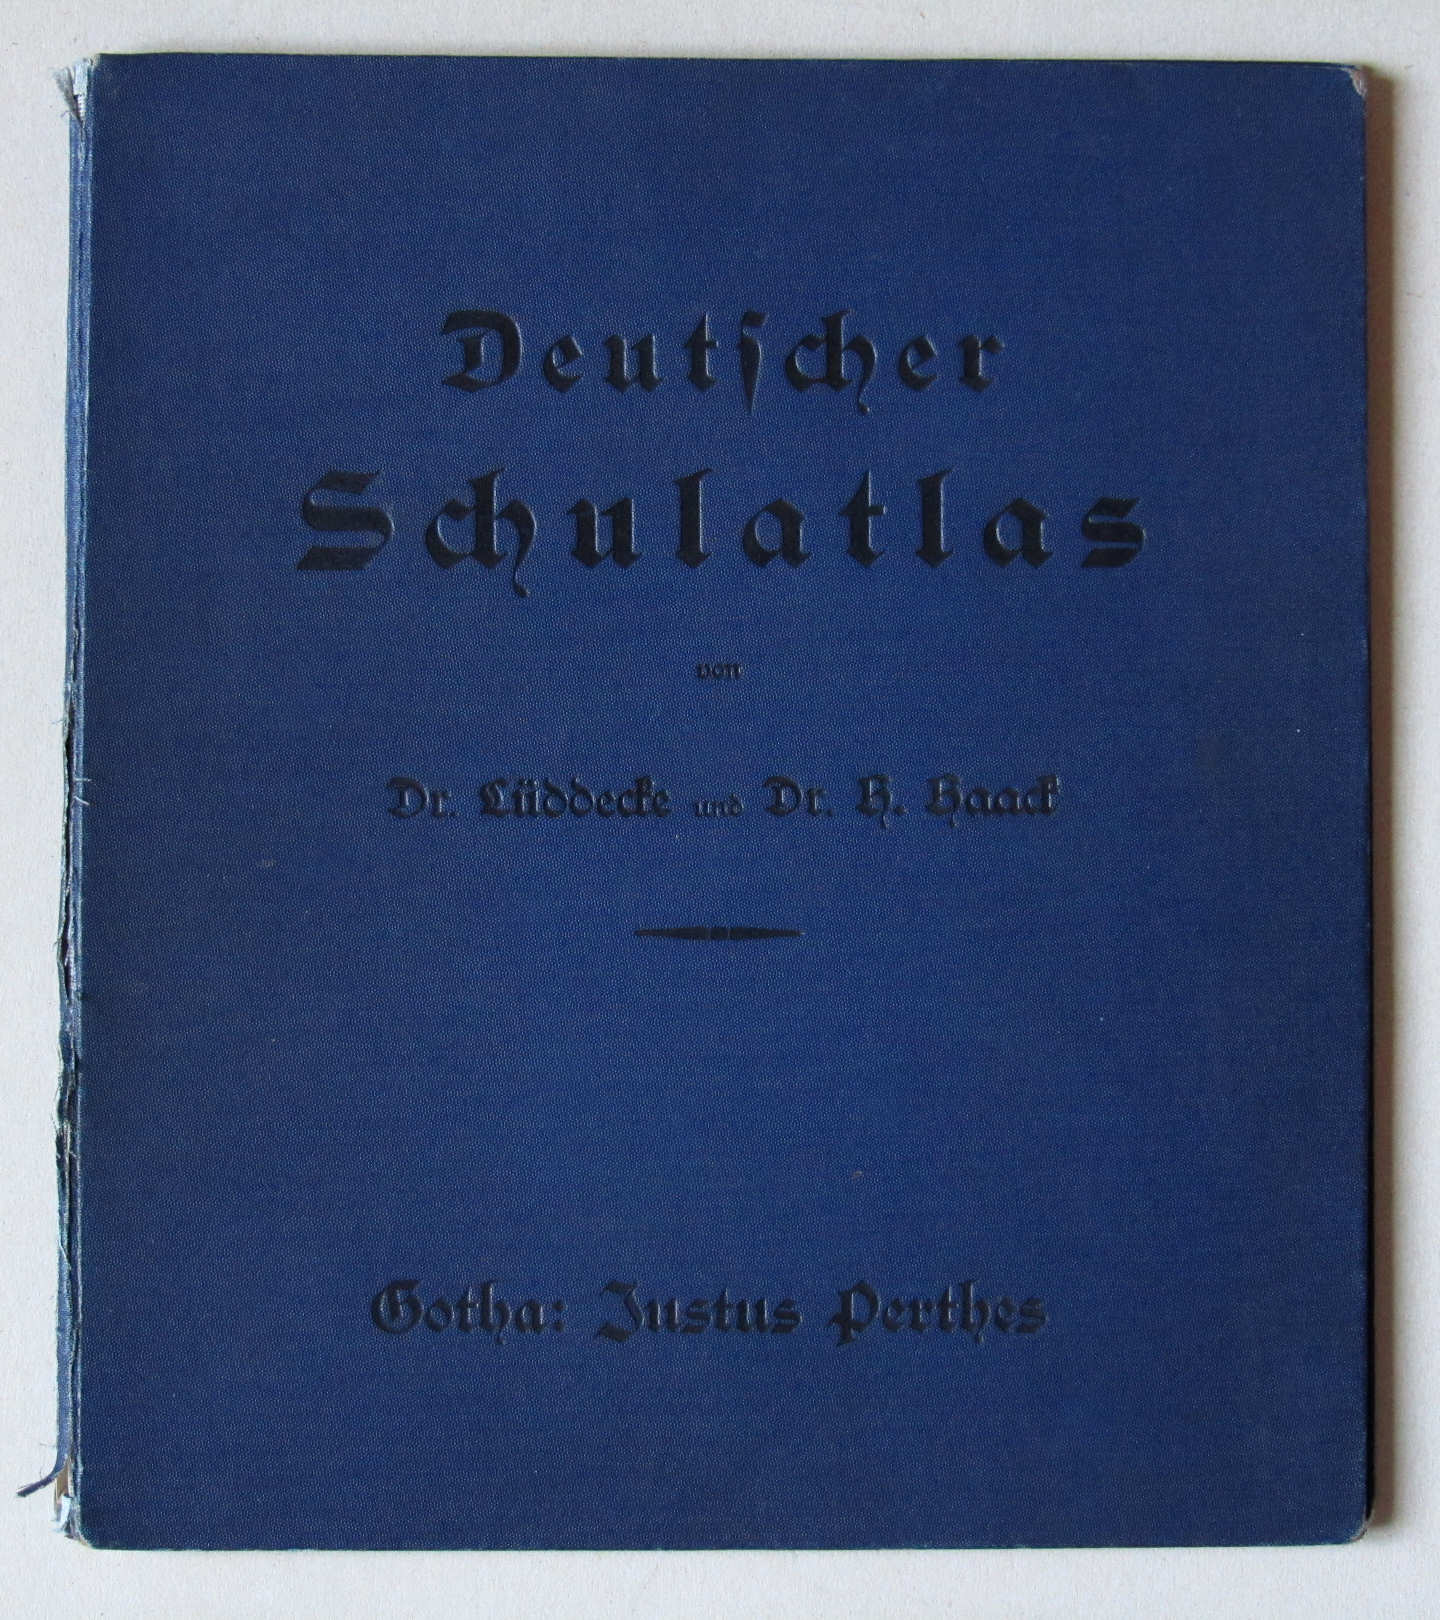 Deutſcher
Schulatlas
von
Dr. Lüddecke und Dr. H. Haack
Gotha: Justus Perthes